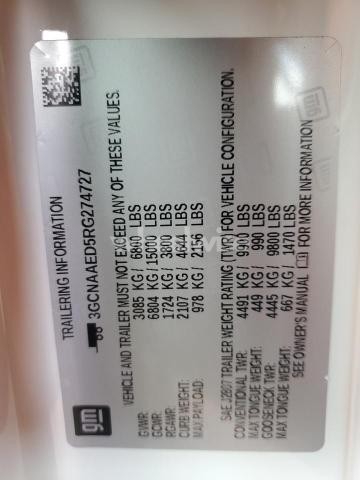 TRAILERING INFORMATION
3GCNAAED5RG274727
VEHICLE AND TRAILER MUST NOT EXCEED ANY OF THESE VALUES.
GVWR: 3085 KG / 6800 LBS
GCWR: 6804 KG / 15000 LBS
RGAWR: 1724 KG / 3800 LBS
CURB WEIGHT: 2107 KG / 4644 LBS
MAX PAYLOAD: 978 KG / 2156 LBS
SAE J2807 TRAILER WEIGHT RATING (TWR) FOR VEHICLE CONFIGURATION.
CONVENTIONAL TWR: 4491 KG / 9900 LBS
MAX TONGUE WEIGHT: 449 KG / 990 LBS
GOOSENECK TWR: 4445 KG / 9800 LBS
MAX TONGUE WEIGHT: 667 KG / 1470 LBS
SEE OWNER'S MANUAL FOR MORE INFORMATION
gm
gm